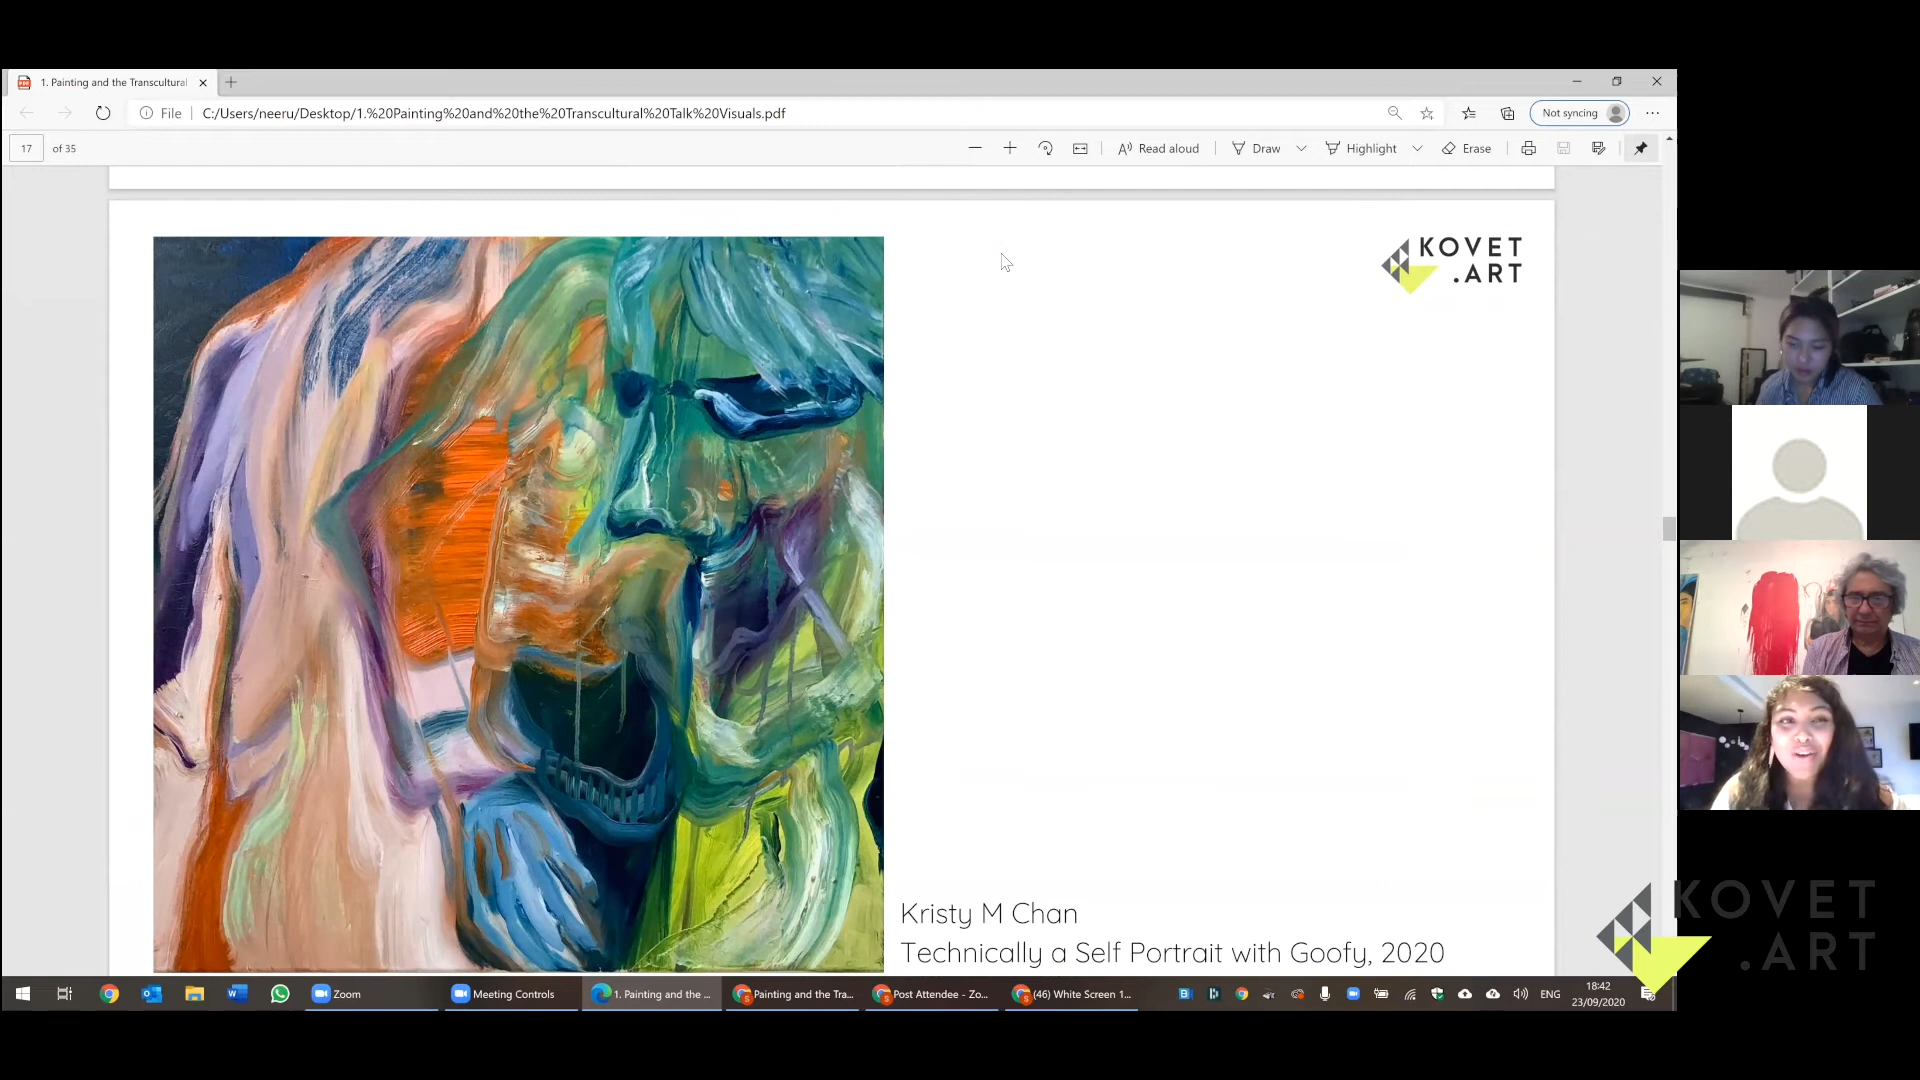 1. Painting and the Transcultural
File
C:/Users/neeru/Desktop/1.%20Painting%20and%20the%20Transcultural%20Talk%20Visuals.pdf
Not syncing
17 of 35
Read aloud
Draw
Highlight
Erase
KOVET
.ART
Kristy M Chan
Technically a Self Portrait with Goofy, 2020
KOVET
.ART
Zoom
Meeting Controls
1. Painting and the ...
Painting and the Tra...
Post Attendee - Zo...
(46) White Screen 1...
ENG
18:42
23/09/2020